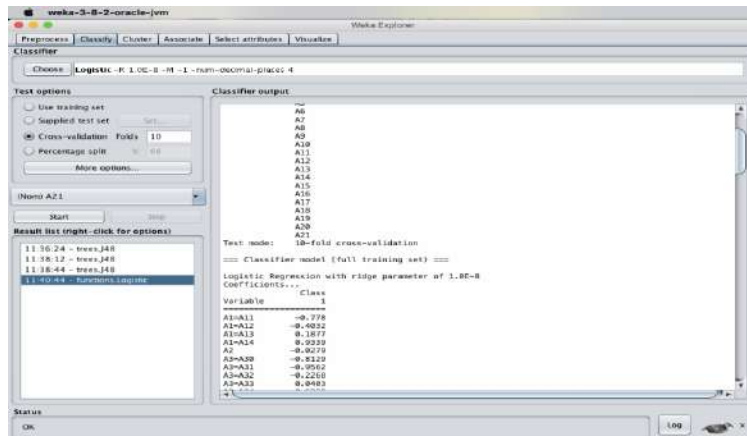 weka-3-8-2-oracle-jvm
Weka Explorer
Preprocess Classify Cluster Associate Select attributes Visualize
Classifier
Choose Logistic -R 1.0E-8 -M -1 -num-decimal-places 4
Test options
Use training set
Supplied test set Set...
Cross-validation Folds 10
Percentage split % 66
More options...
(Nom) A21
Start Stop
Result list (right-click for options)
11:36:24 - trees.J48
11:38:12 - trees.J48
11:38:44 - trees.J48
11:40:44 - functions.Logistic
Classifier output
A5
A6
A7
A8
A9
A10
A11
A12
A13
A14
A15
A16
A17
A18
A19
A20
A21
Test mode: 10-fold cross-validation
=== Classifier model (full training set) ===
Logistic Regression with ridge parameter of 1.0E-8
Coefficients...
Class
Variable 1
====================
A1=A11 -0.778
A1=A12 -0.4032
A1=A13 0.1877
A1=A14 0.9339
A2 -0.0279
A3=A30 -0.8129
A3=A31 -0.9562
A3=A32 -0.2268
A3=A33 0.0403
Status
OK
Log
x